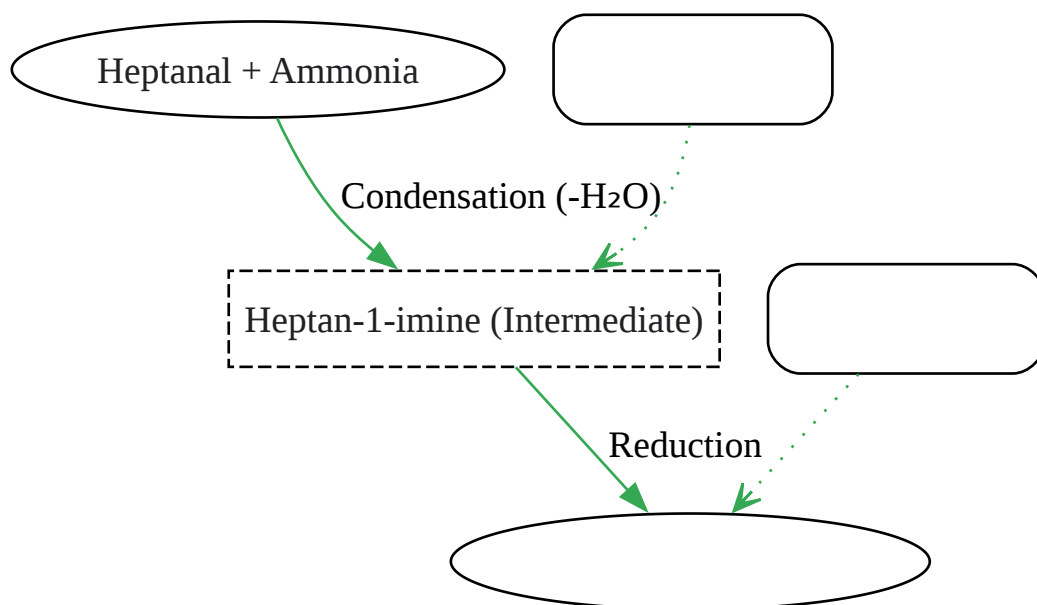 Heptanal + Ammonia
Condensation (-H₂O)
Heptan-1-imine (Intermediate)
Reduction